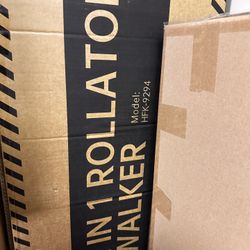 IN 1 ROLLATOR
WALKER
Model:
HFK-9294